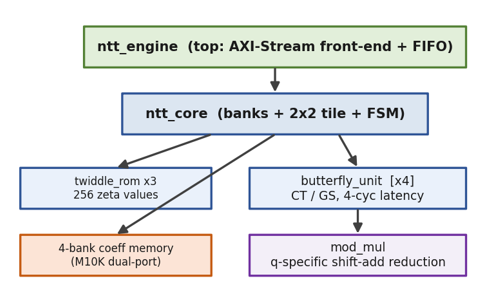 ntt_engine (top: AXI-Stream front-end + FIFO)
ntt_core (banks + 2x2 tile + FSM)
twiddle_rom x3
256 zeta values
butterfly_unit [x4]
CT / GS, 4-cyc latency
4-bank coeff memory
(M10K dual-port)
mod_mul
q-specific shift-add reduction